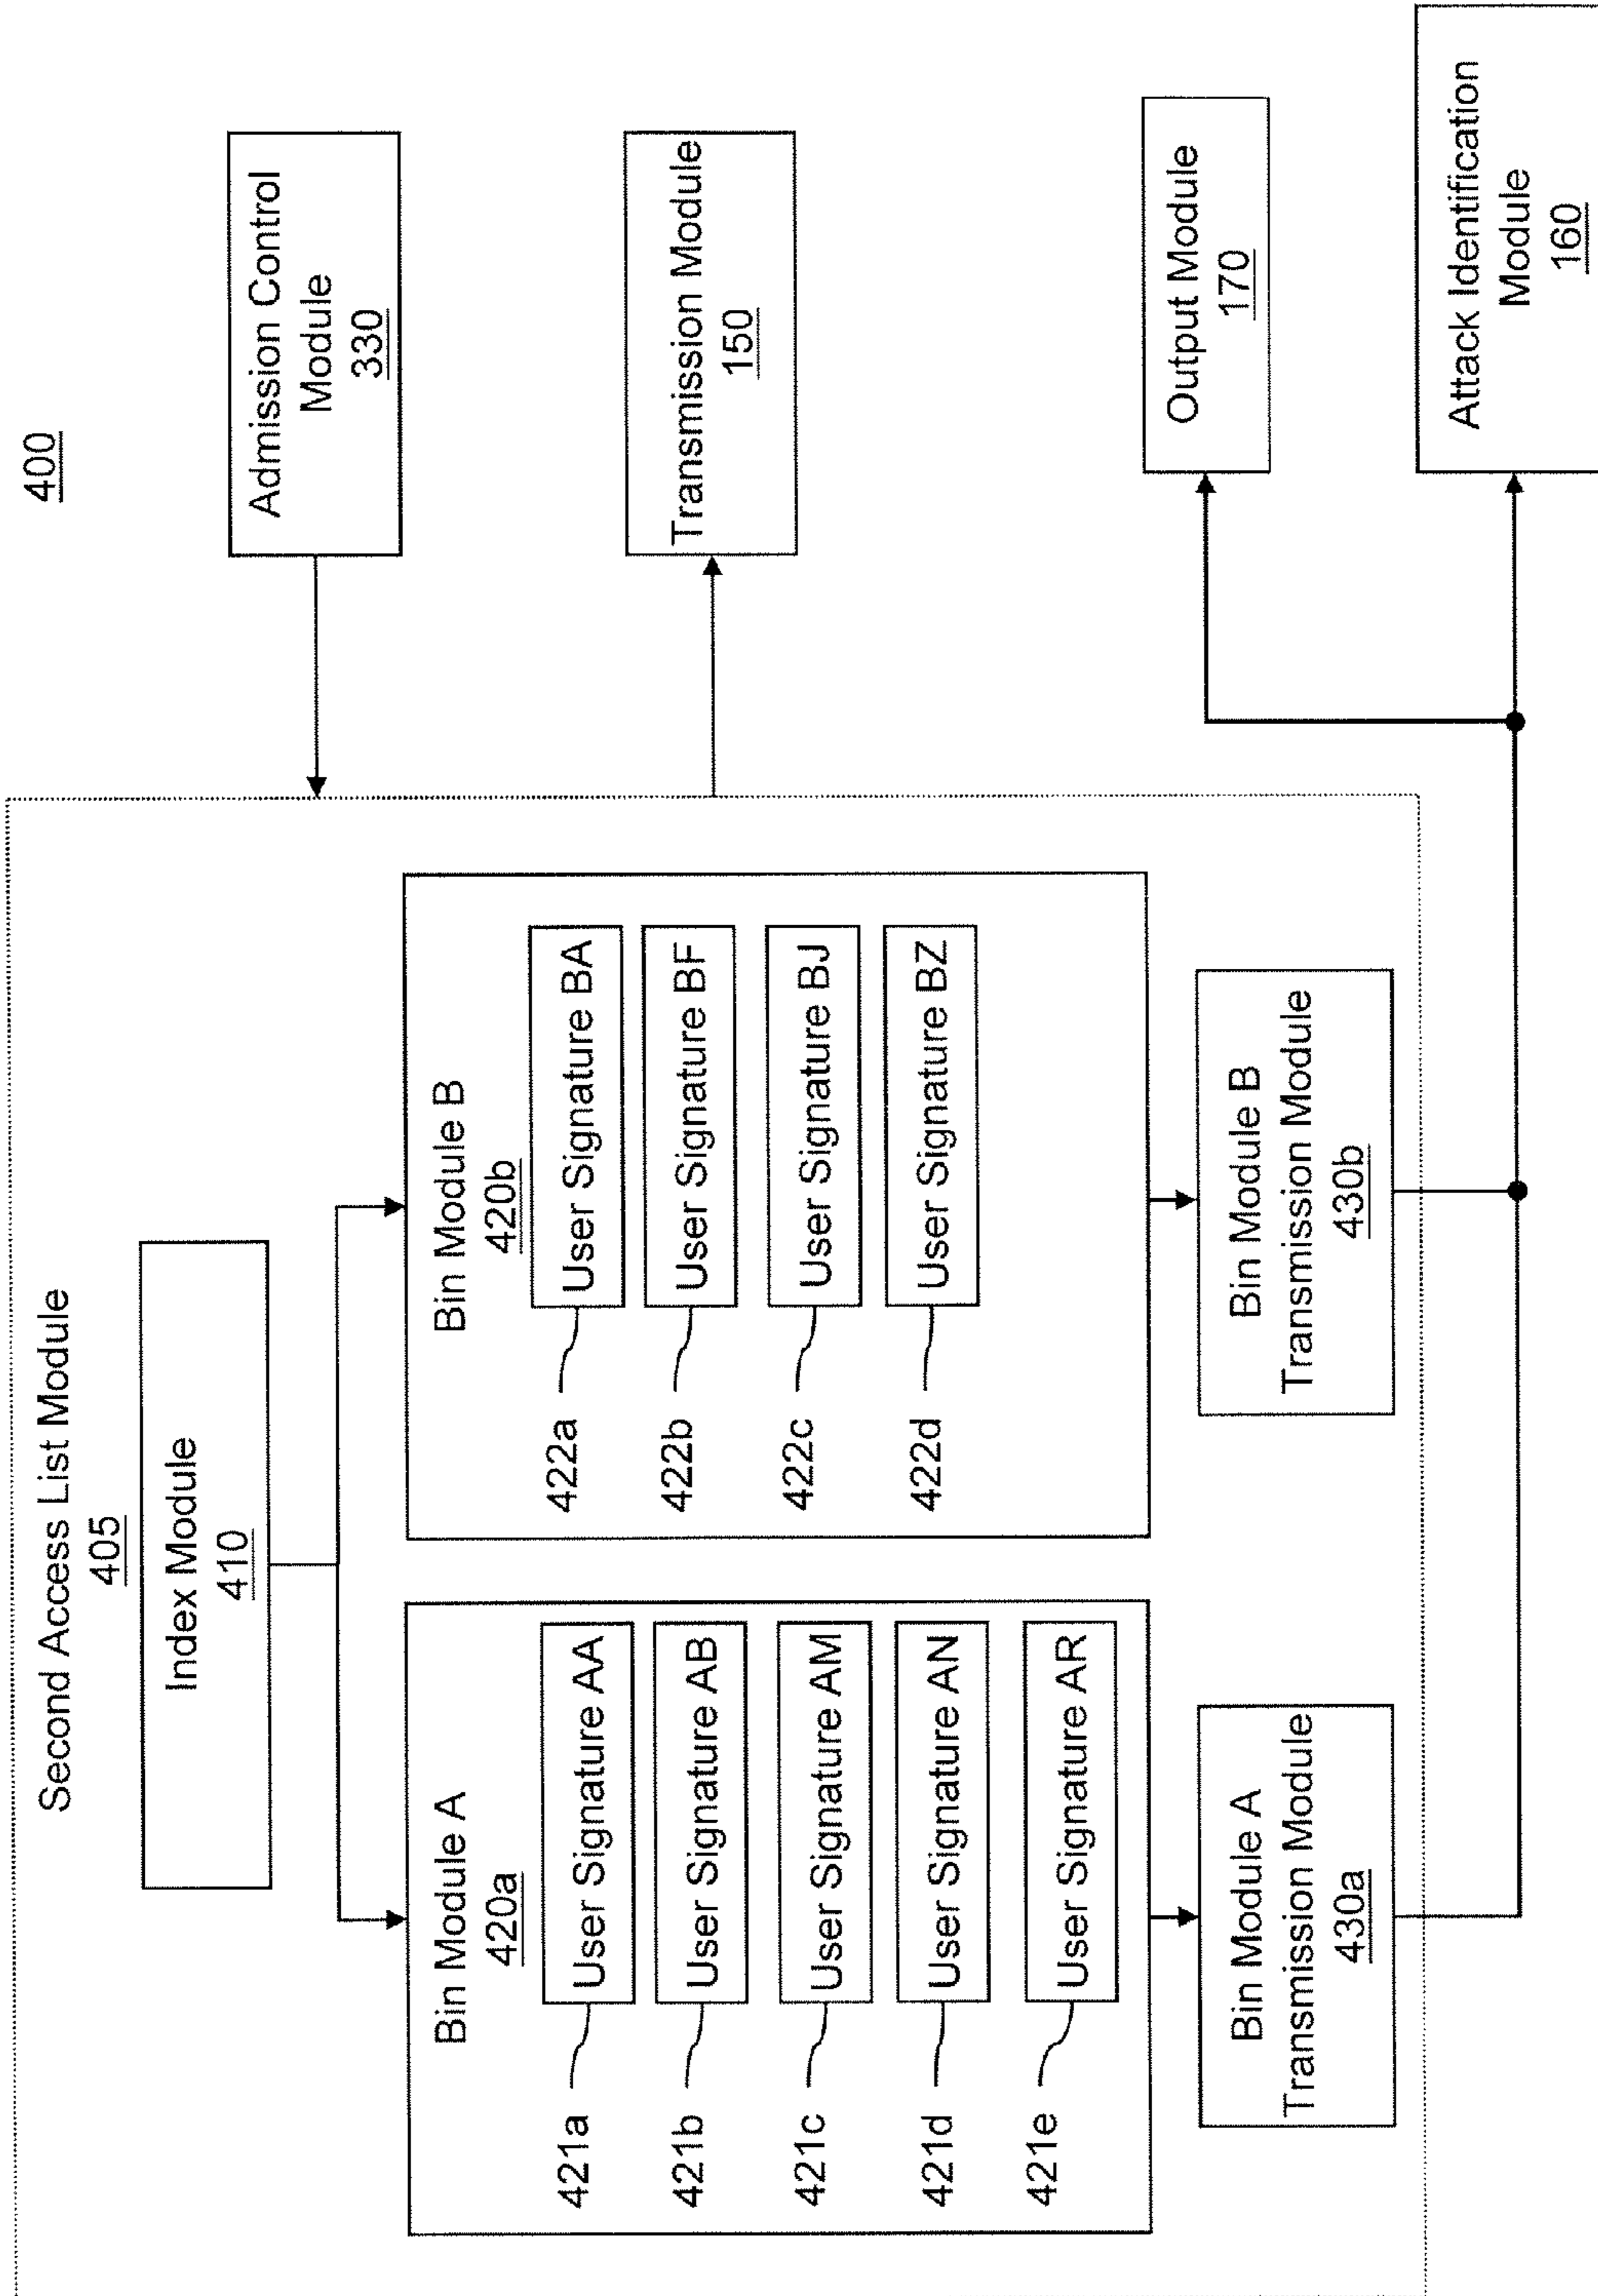 400
Second Access List Module
405
Index Module
410
Bin Module A
420a
421a
User Signature AA
421b
User Signature AB
421c
User Signature AM
421d
User Signature AN
421e
User Signature AR
Bin Module A
Transmission Module
430a
Bin Module B
420b
422a
User Signature BA
422b
User Signature BF
422c
User Signature BJ
422d
User Signature BZ
Bin Module B
Transmission Module
430b
Admission Control
Module
330
Transmission Module
150
Output Module
170
Attack Identification
Module
160